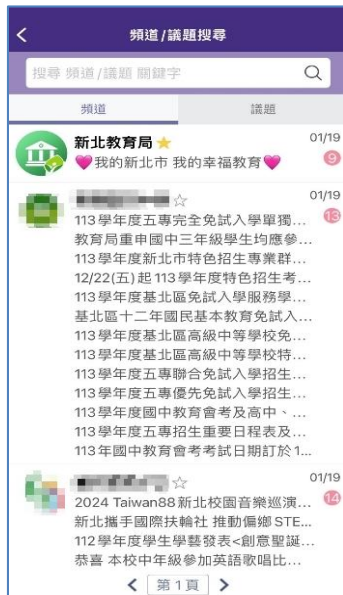 頻道/議題搜尋
搜尋 頻道/議題 關鍵字
頻道
議題
新北教育局
01/19
💗我的新北市 我的幸福教育💗
9
01/19
113學年度五專完全免試入學單獨...
13
教育局重申國中三年級學生均應參...
113學年度新北市特色招生專業群...
12/22(五)起113學年度特色招生考...
113學年度基北區免試入學服務學...
基北區十二年國民基本教育免試入...
113學年度基北區高級中等學校免...
113學年度基北區高級中等學校特...
113學年度五專聯合免試入學招生...
113學年度五專優先免試入學招生...
113學年度國中教育會考及高中、...
113學年度五專招生重要日程表及...
113年國中教育會考考試日期訂於1...
01/19
2024 Taiwan88新北校園音樂巡演...
14
新北攜手國際扶輪社 推動偏鄉 STE...
112學年度學生學藝發表<創意聖誕...
恭喜 本校中年級參加英語歌唱比...
第1頁